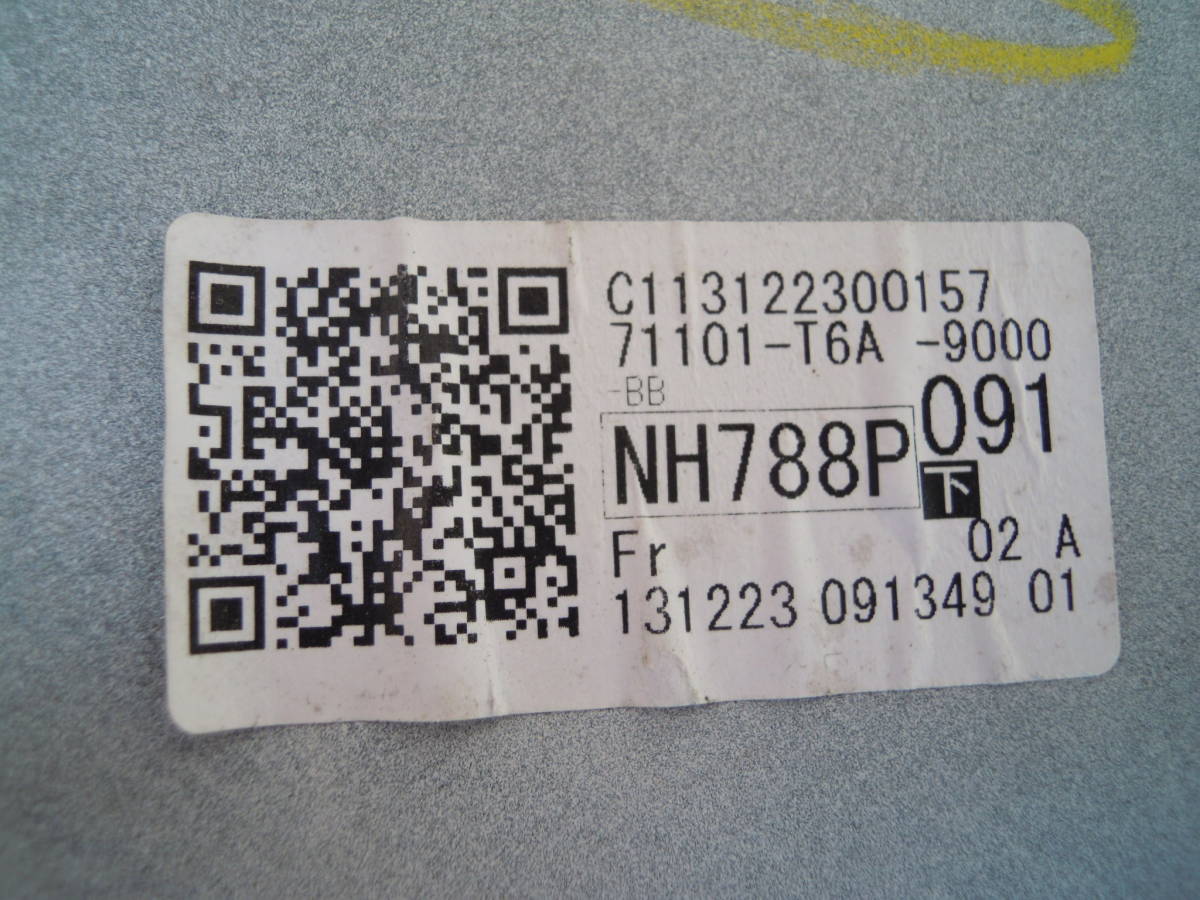 C113122300157
71101-T6A -9000
-BB
NH788P 091
下
Fr 02 A
131223 091349 01